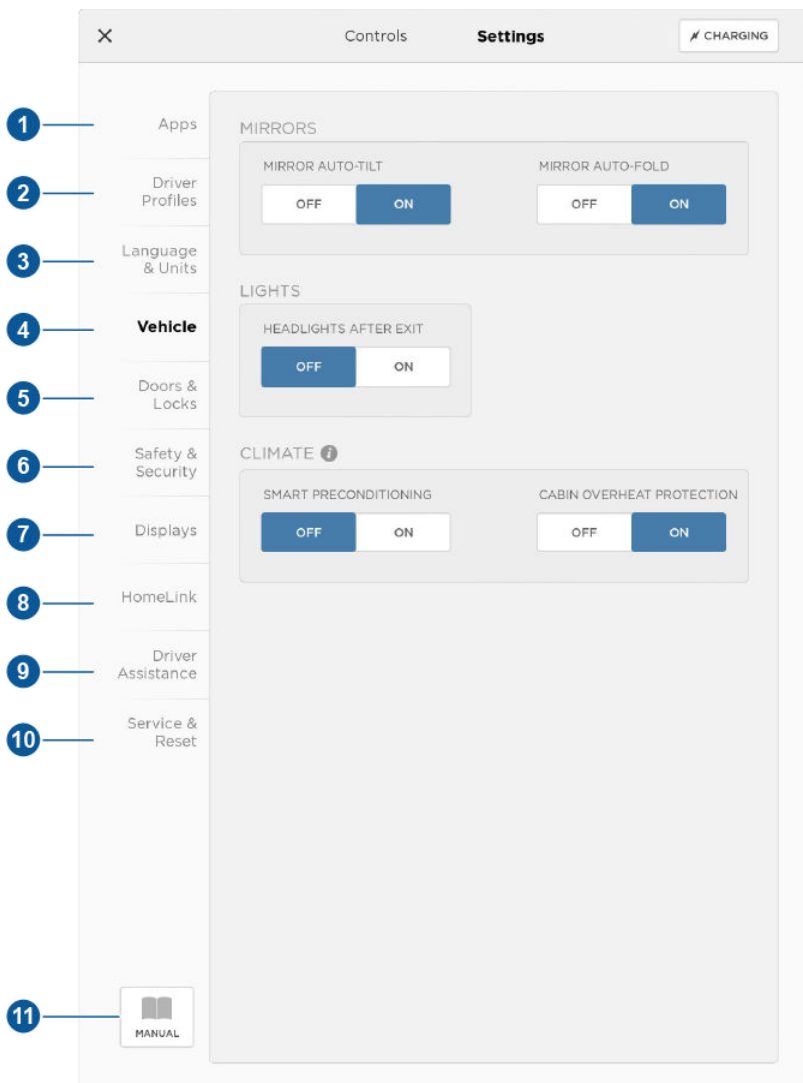 Controls
Settings
CHARGING
1
Apps
2
Driver
Profiles
3
Language
& Units
4
Vehicle
5
Doors &
Locks
6
Safety &
Security
7
Displays
8
HomeLink
9
Driver
Assistance
10
Service &
Reset
11
MANUAL
MIRRORS
MIRROR AUTO-TILT
OFF ON
MIRROR AUTO-FOLD
OFF ON
LIGHTS
HEADLIGHTS AFTER EXIT
OFF ON
CLIMATE i
SMART PRECONDITIONING
OFF ON
CABIN OVERHEAT PROTECTION
OFF ON